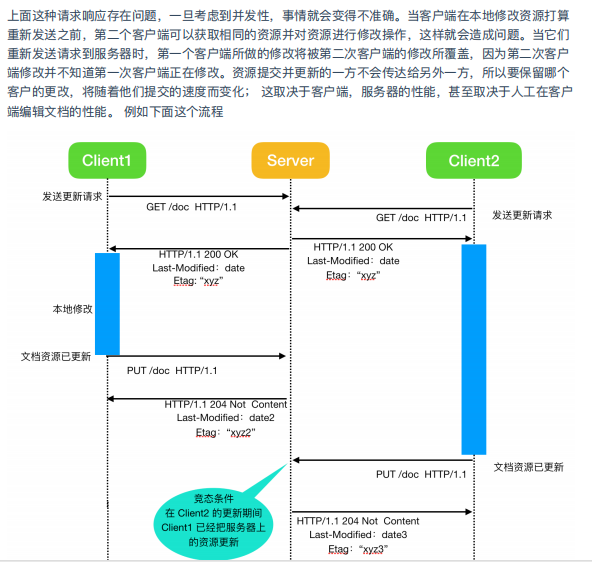 上面这种请求响应存在问题，一旦考虑到并发性，事情就会变得不准确。当客户端在本地修改资源打算
重新发送之前，第二个客户端可以获取相同的资源并对资源进行修改操作，这样就会造成问题。当它们
重新发送请求到服务器时，第一个客户端所做的修改将被第二次客户端的修改所覆盖，因为第二次客户
端修改并不知道第一次客户端正在修改。资源提交并更新的一方不会传达给另外一方，所以要保留哪个
客户的更改，将随着他们提交的速度而变化； 这取决于客户端，服务器的性能，甚至取决于人工在客户
端编辑文档的性能。 例如下面这个流程
Client1
Server
Client2
发送更新请求
GET /doc HTTP/1.1
GET /doc HTTP/1.1
发送更新请求
HTTP/1.1 200 OK
Last-Modified：date
Etag: “xyz”
HTTP/1.1 200 OK
Last-Modified：date
Etag： “xyz”
本地修改
文档资源已更新
PUT /doc HTTP/1.1
HTTP/1.1 204 Not Content
Last-Modified：date2
Etag： “xyz2”
PUT /doc HTTP/1.1
文档资源已更新
竞态条件
在 Client2 的更新期间
Client1 已经把服务器上
的资源更新
HTTP/1.1 204 Not Content
Last-Modified：date3
Etag： “xyz3”